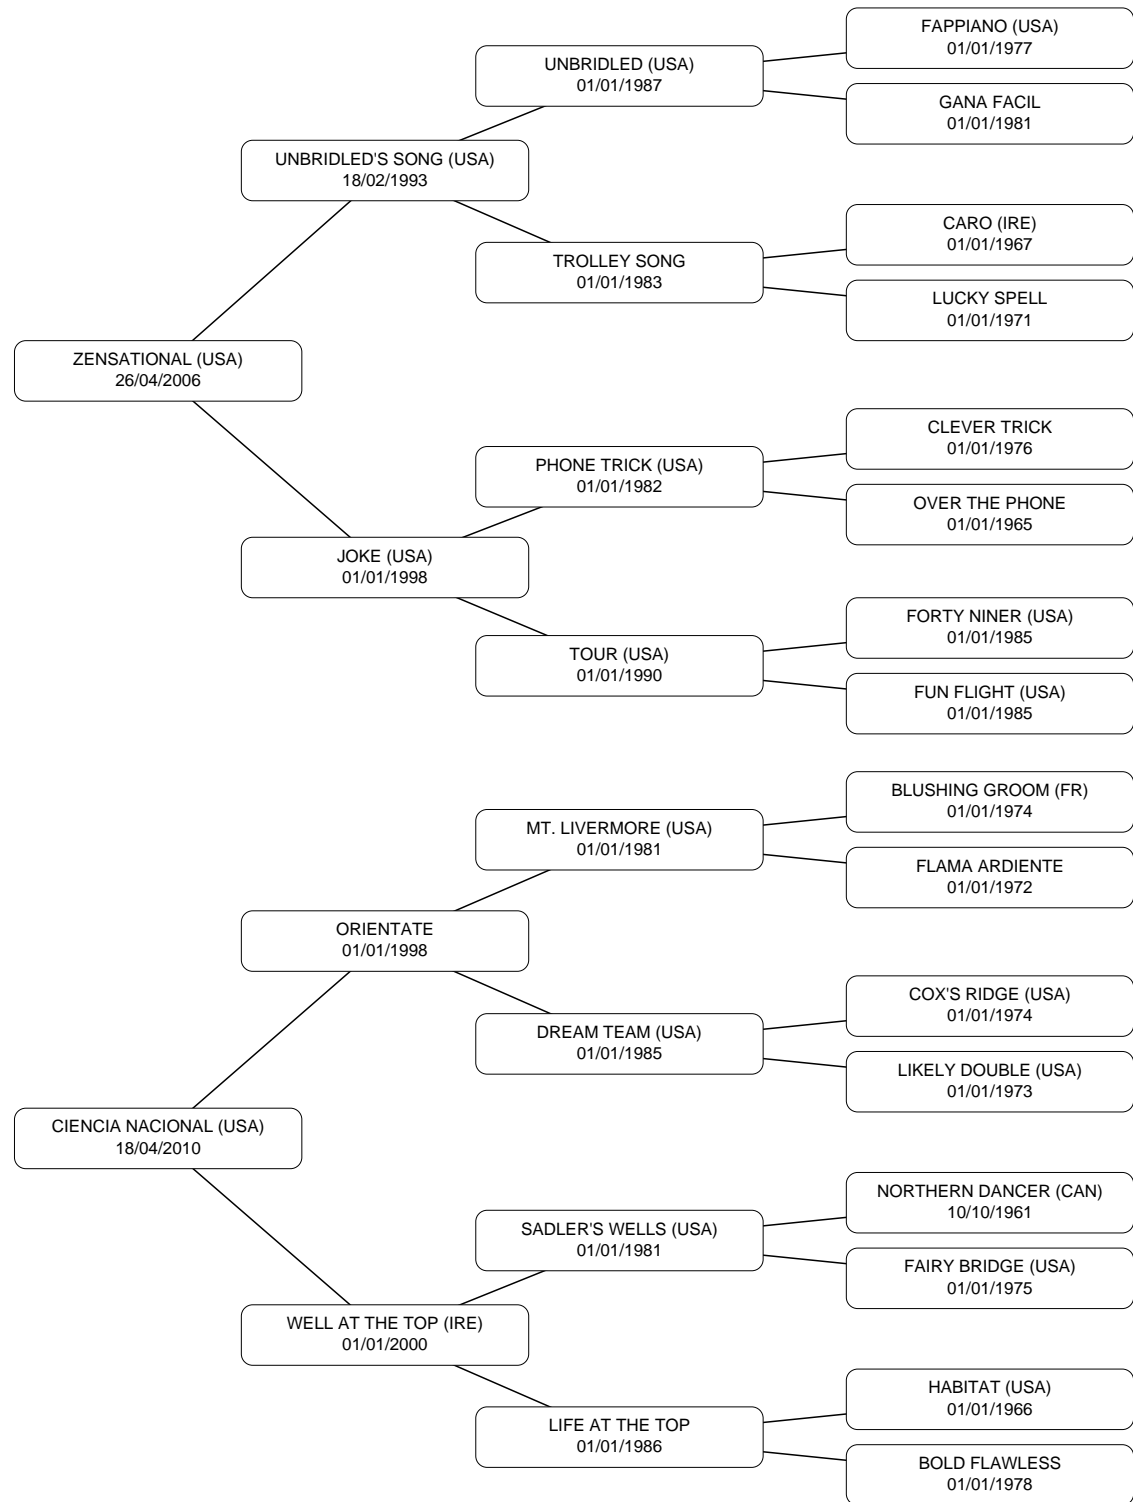 FAPPIANO (USA)
01/01/1977
UNBRIDLED (USA)
01/01/1987
GANA FACIL
01/01/1981
UNBRIDLED'S SONG (USA)
18/02/1993
CARO (IRE)
01/01/1967
TROLLEY SONG
01/01/1983
LUCKY SPELL
01/01/1971
ZENSATIONAL (USA)
26/04/2006
CLEVER TRICK
01/01/1976
PHONE TRICK (USA)
01/01/1982
OVER THE PHONE
01/01/1965
JOKE (USA)
01/01/1998
FORTY NINER (USA)
01/01/1985
TOUR (USA)
01/01/1990
FUN FLIGHT (USA)
01/01/1985
BLUSHING GROOM (FR)
01/01/1974
MT. LIVERMORE (USA)
01/01/1981
FLAMA ARDIENTE
01/01/1972
ORIENTATE
01/01/1998
COX'S RIDGE (USA)
01/01/1974
DREAM TEAM (USA)
01/01/1985
LIKELY DOUBLE (USA)
01/01/1973
CIENCIA NACIONAL (USA)
18/04/2010
NORTHERN DANCER (CAN)
10/10/1961
SADLER'S WELLS (USA)
01/01/1981
FAIRY BRIDGE (USA)
01/01/1975
WELL AT THE TOP (IRE)
01/01/2000
HABITAT (USA)
01/01/1966
LIFE AT THE TOP
01/01/1986
BOLD FLAWLESS
01/01/1978